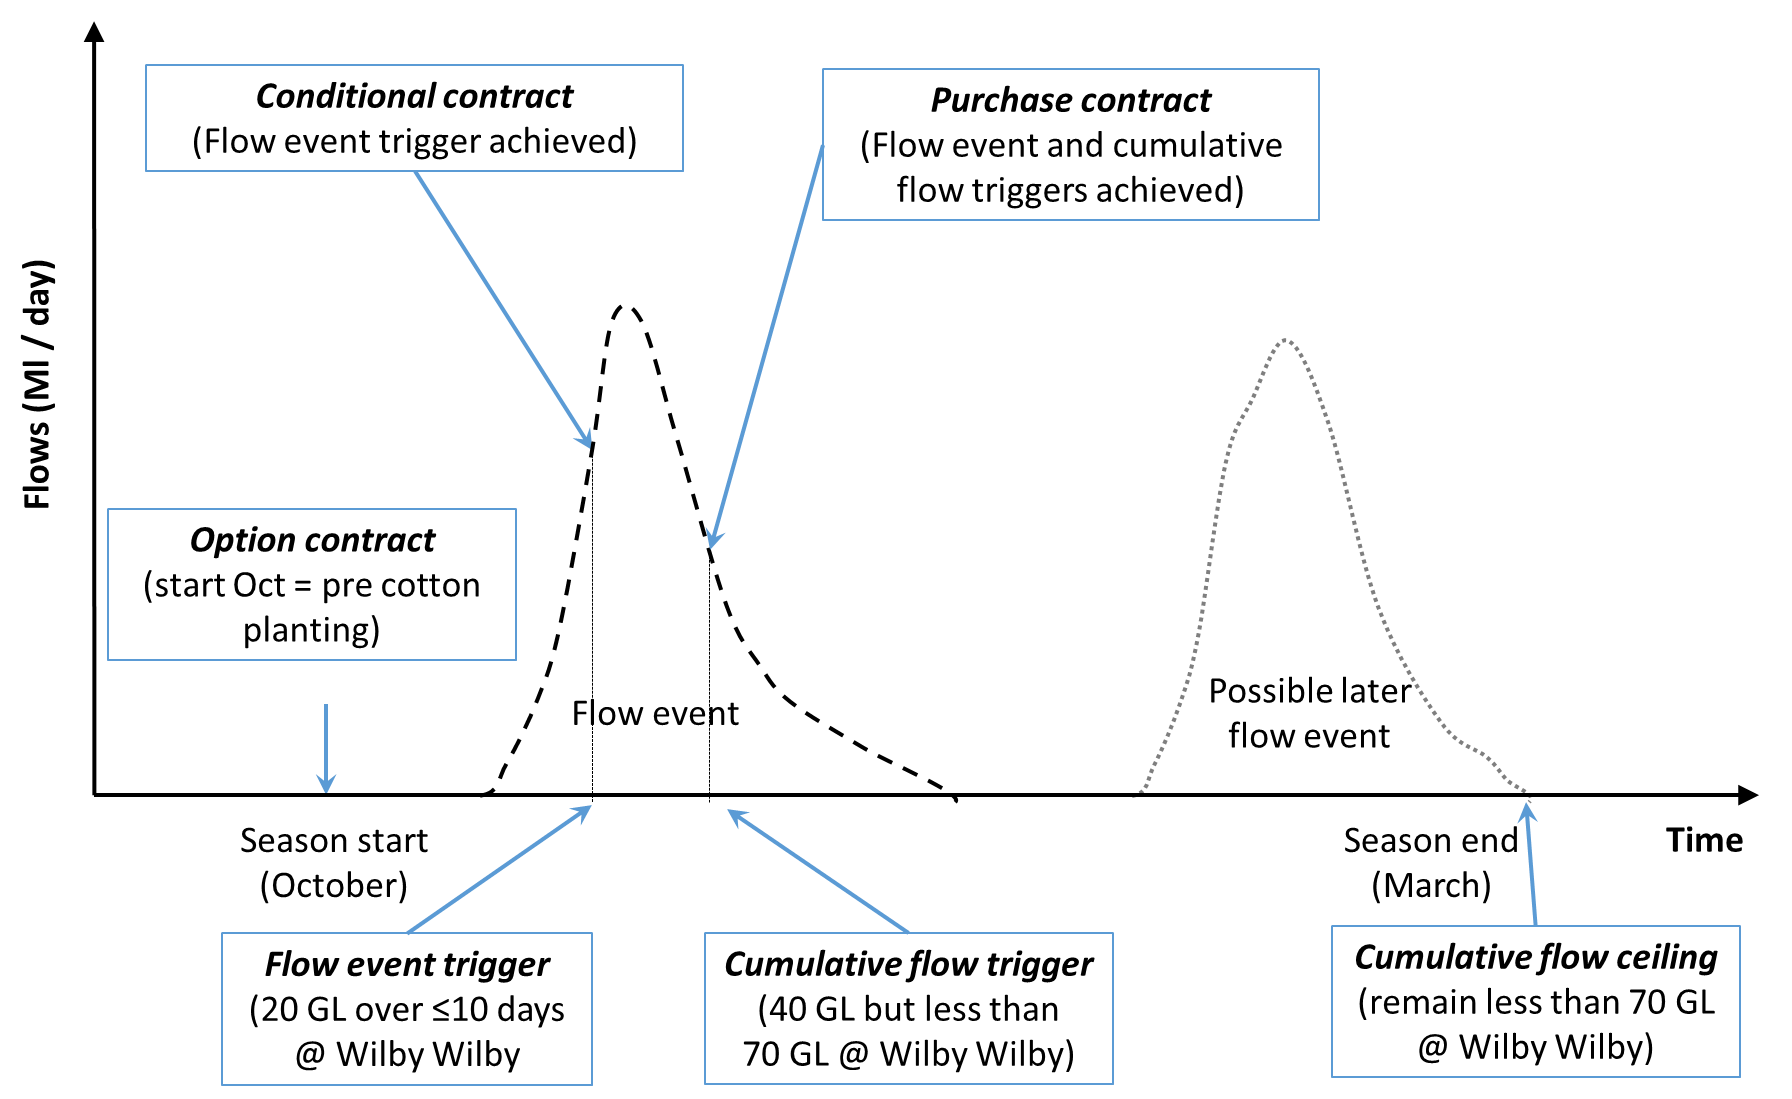 Conditional contract
(Flow event trigger achieved)
Purchase contract
(Flow event and cumulative
flow triggers achieved)
Flows (Ml / day)
Option contract
(start Oct = pre cotton
planting)
Flow event
Possible later
flow event
Season start
(October)
Season end
(March)
Time
Flow event trigger
(20 GL over ≤10 days
@ Wilby Wilby
Cumulative flow trigger
(40 GL but less than
70 GL @ Wilby Wilby)
Cumulative flow ceiling
(remain less than 70 GL
@ Wilby Wilby)